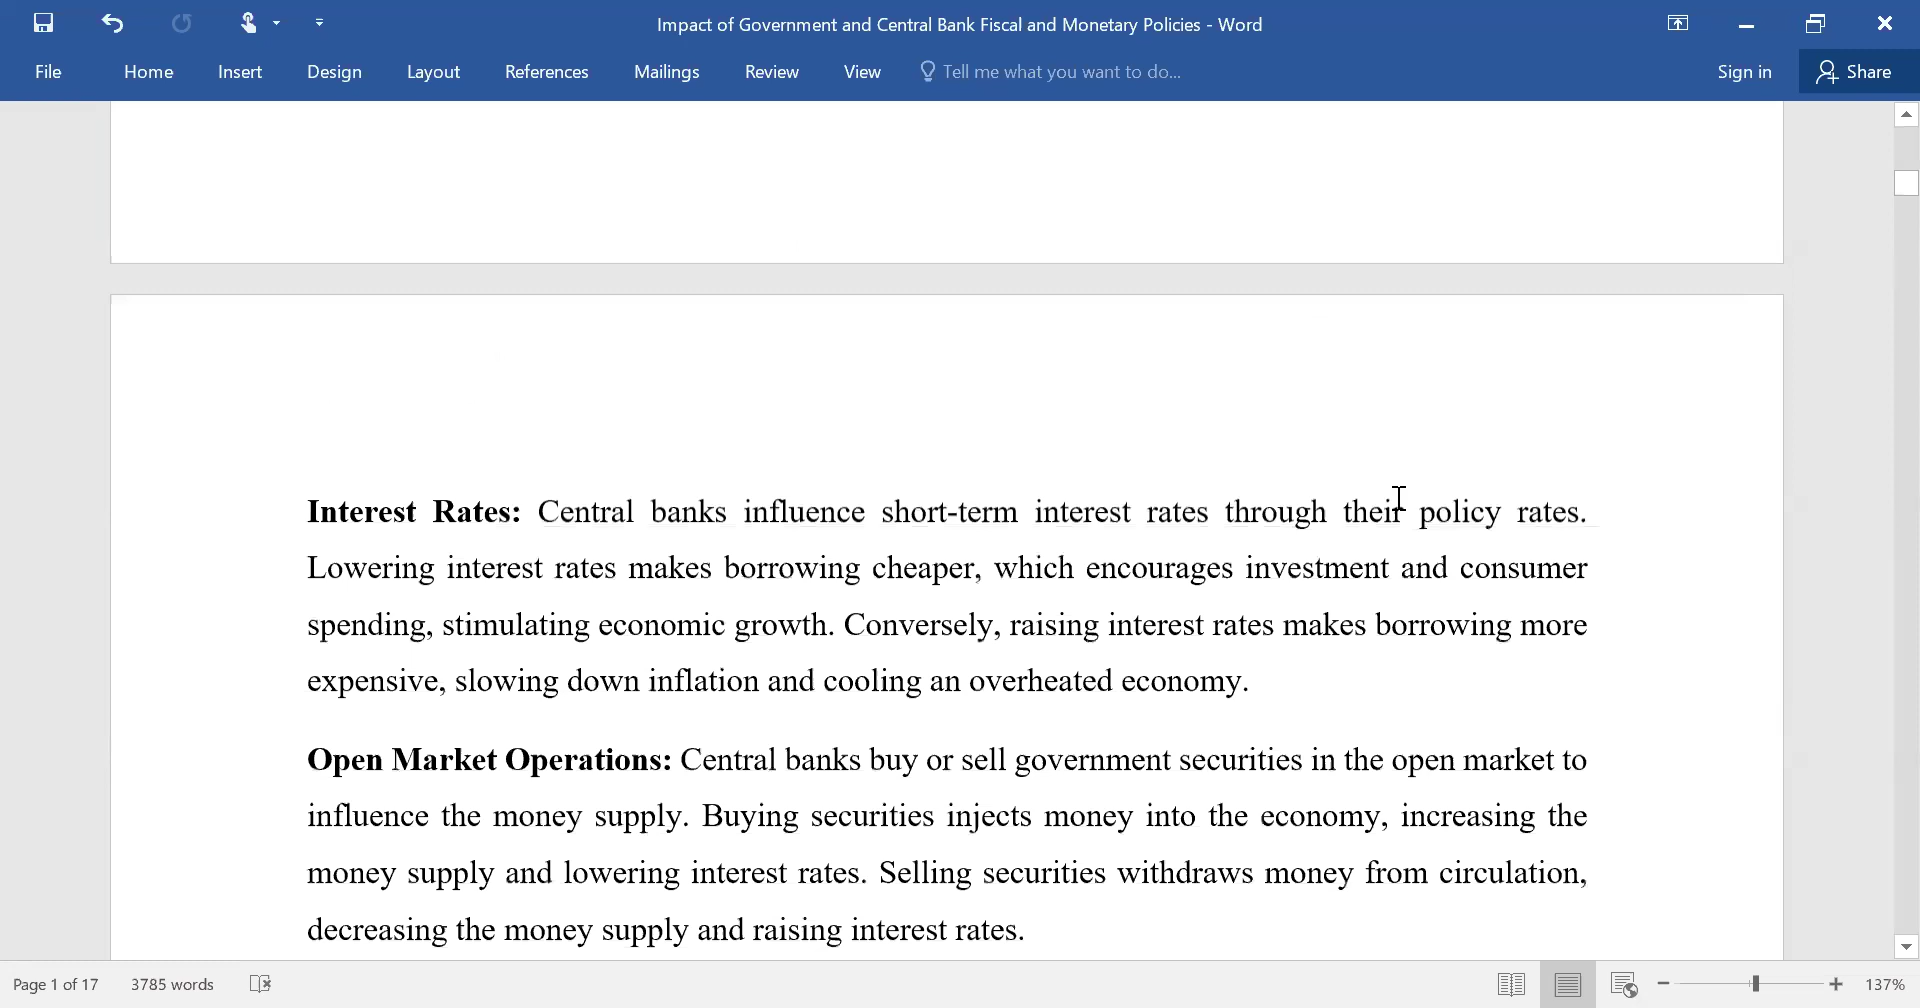 Impact of Government and Central Bank Fiscal and Monetary Policies - Word
File Home Insert Design Layout References Mailings Review View Tell me what you want to do... Sign in Share
Interest Rates: Central banks influence short-term interest rates through their policy rates.
Lowering interest rates makes borrowing cheaper, which encourages investment and consumer
spending, stimulating economic growth. Conversely, raising interest rates makes borrowing more
expensive, slowing down inflation and cooling an overheated economy.
Open Market Operations: Central banks buy or sell government securities in the open market to
influence the money supply. Buying securities injects money into the economy, increasing the
money supply and lowering interest rates. Selling securities withdraws money from circulation,
decreasing the money supply and raising interest rates.
Page 1 of 17 3785 words 137%